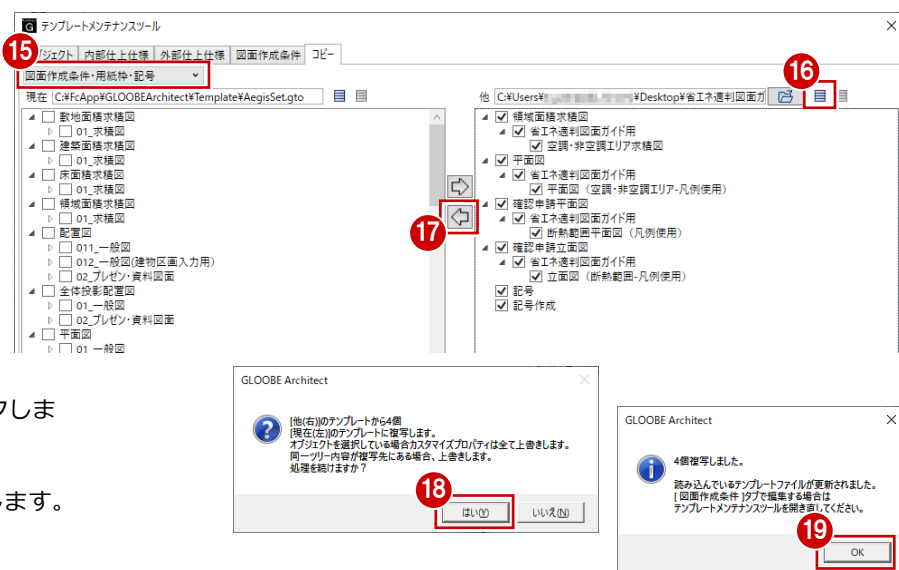 テンプレートメンテナンスツール
15
ブジェクト 内部仕上仕様 外部仕上仕様 図面作成条件 コピー
図面作成条件・用紙枠・記号
16
現在 C:¥FcApp¥GLOOBEArchitect¥Template¥AegisSet.gto
他 C:¥Users¥ ¥Desktop¥省エネ適判図面ガ
敷地面積求積図
01_求積図
建築面積求積図
01_求積図
床面積求積図
01_求積図
領域面積求積図
01_求積図
配置図
011_一般図
012_一般図(建物区画入力用)
02_プレゼン・資料図面
全体投影配置図
01_一般図
02_プレゼン・資料図面
平面図
01_一般図
17
領域面積求積図
省エネ適判図面ガイド用
空調・非空調エリア求積図
平面図
省エネ適判図面ガイド用
平面図（空調・非空調エリア-凡例使用）
確認申請平面図
省エネ適判図面ガイド用
断熱範囲平面図（凡例使用）
確認申請立面図
省エネ適判図面ガイド用
立面図（断熱範囲-凡例使用）
記号
記号作成
クしま
します。
GLOOBE Architect
[他(右)]のテンプレートから4個
[現在(左)]のテンプレートに複写します。
オブジェクトを選択している場合カスタマイズプロパティは全て上書きします。
同一ツリー内容が複写先にある場合、上書きします。
処理を続けますか？
18
はい(Y) いいえ(N)
GLOOBE Architect
4個複写しました。
読み込んでいるテンプレートファイルが更新されました。
[ 図面作成条件 ]タブで編集する場合は
テンプレートメンテナンスツールを開き直してください。
19
OK